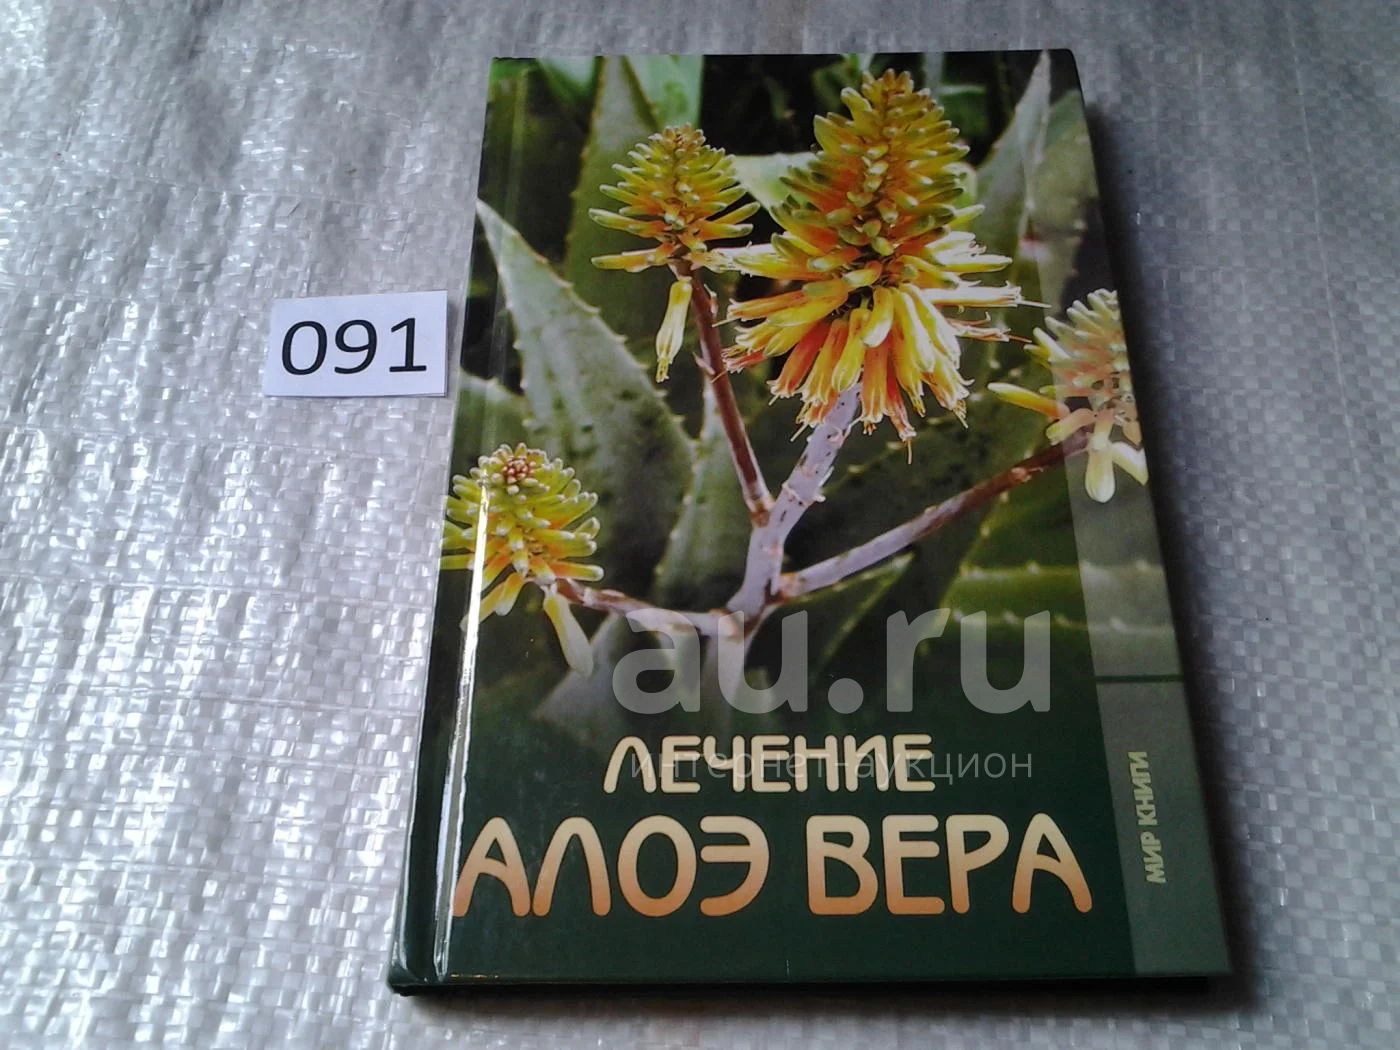 091
au.ru
интернет-аукцион
ЛЕЧЕНИЕ
АЛОЭ ВЕРА
МИР КНИГИ